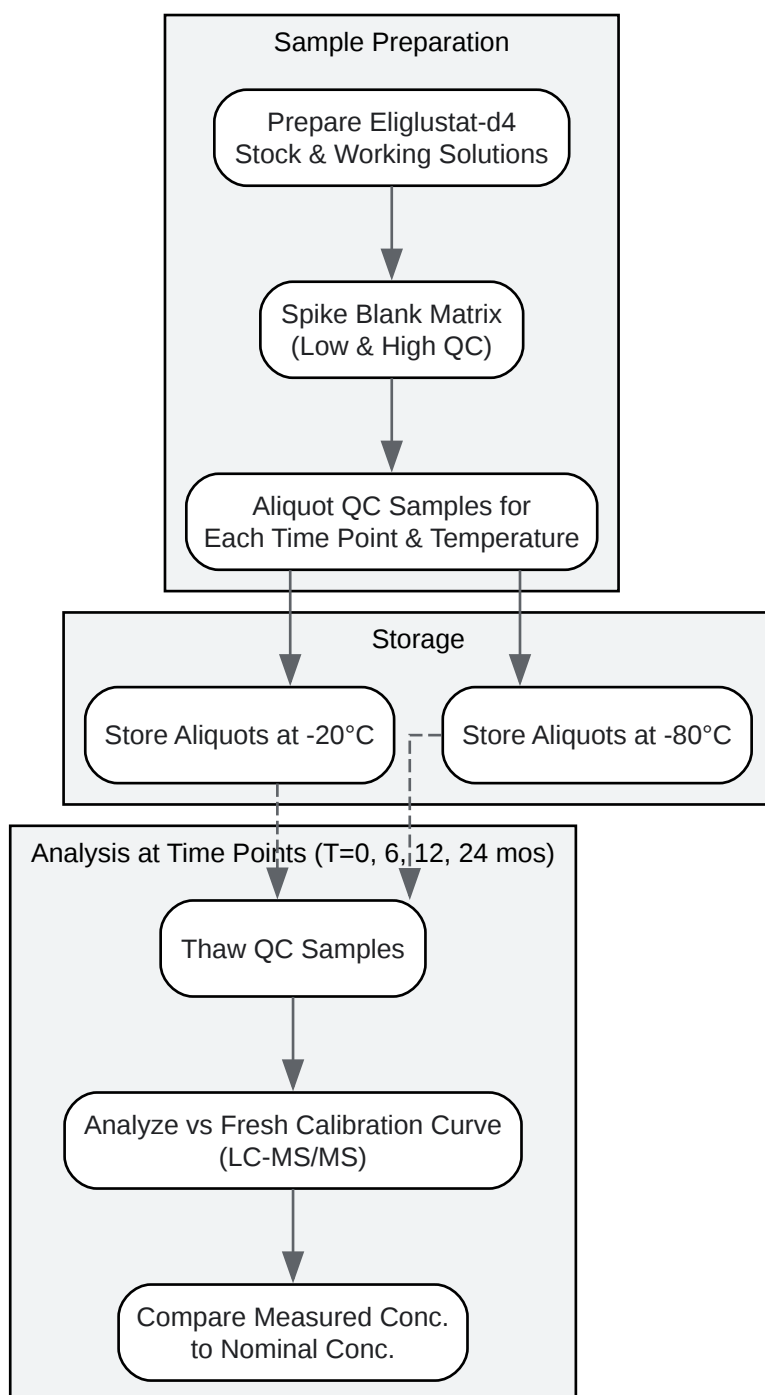 Sample Preparation
Prepare Eliglustat-d4
Stock & Working Solutions
Spike Blank Matrix
(Low & High QC)
Aliquot QC Samples for
Each Time Point & Temperature
Storage
Store Aliquots at -20°C
Store Aliquots at -80°C
Analysis at Time Points (T=0, 6, 12, 24 mos)
Thaw QC Samples
Analyze vs Fresh Calibration Curve
(LC-MS/MS)
Compare Measured Conc.
to Nominal Conc.